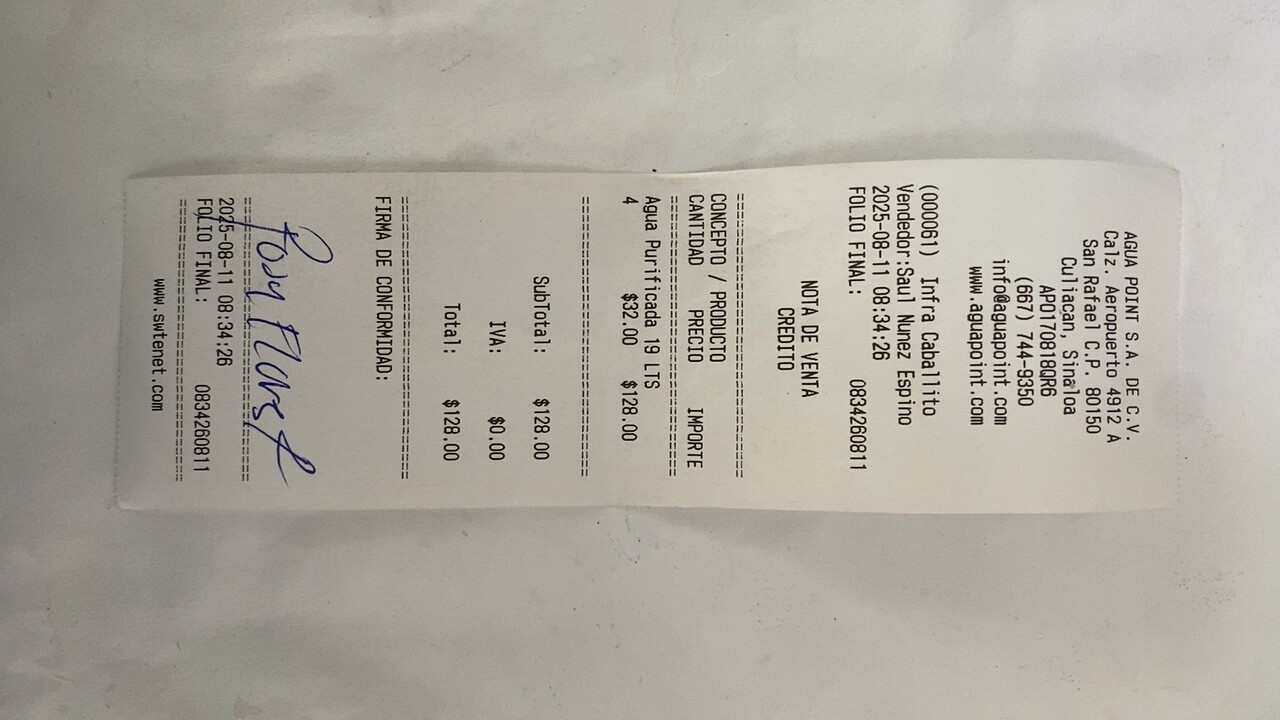 AGUA POINT S.A. DE C.V.
Calz. Aeropuerto 4912 A
San Rafael C.P. 80150
Culiacan, Sinaloa
APO170818QR6
(667) 744-9350
info@aguapoint.com
www.aguapoint.com
(000061) Infra Caballito
Vendedor:Saul Nunez Espino
2025-08-11 08:34:26
FOLIO FINAL: 0834260811
NOTA DE VENTA
CREDITO
CONCEPTO / PRODUCTO
CANTIDAD PRECIO IMPORTE
Agua Purificada 19 LTS
4 $32.00 $128.00
SubTotal: $128.00
IVA: $0.00
Total: $128.00
FIRMA DE CONFORMIDAD:
2025-08-11 08:34:26
FOLIO FINAL: 0834260811
www.swtenet.com